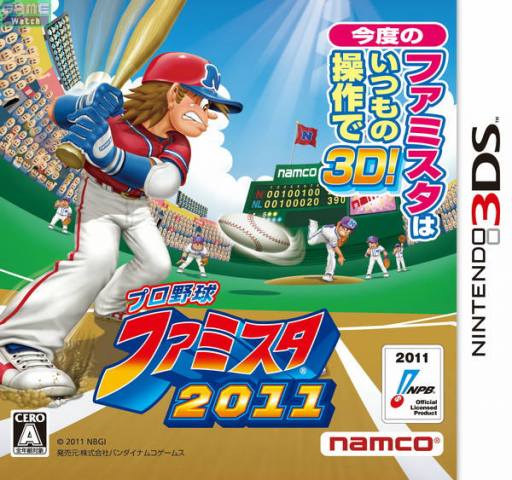 GAME
Watch
今度の
ファミスタは
いつもの
操作で
3D!
NINTENDO 3DS
TM
N
N
namco
N 00100100
NL 00100020 390
プロ野球
ファミスタ®
2011
2011
NPB
Official
Licensed
Product
CERO
A
全年齢対象
© 2011 NBGI
発売元:株式会社バンダイナムコゲームス
namco®